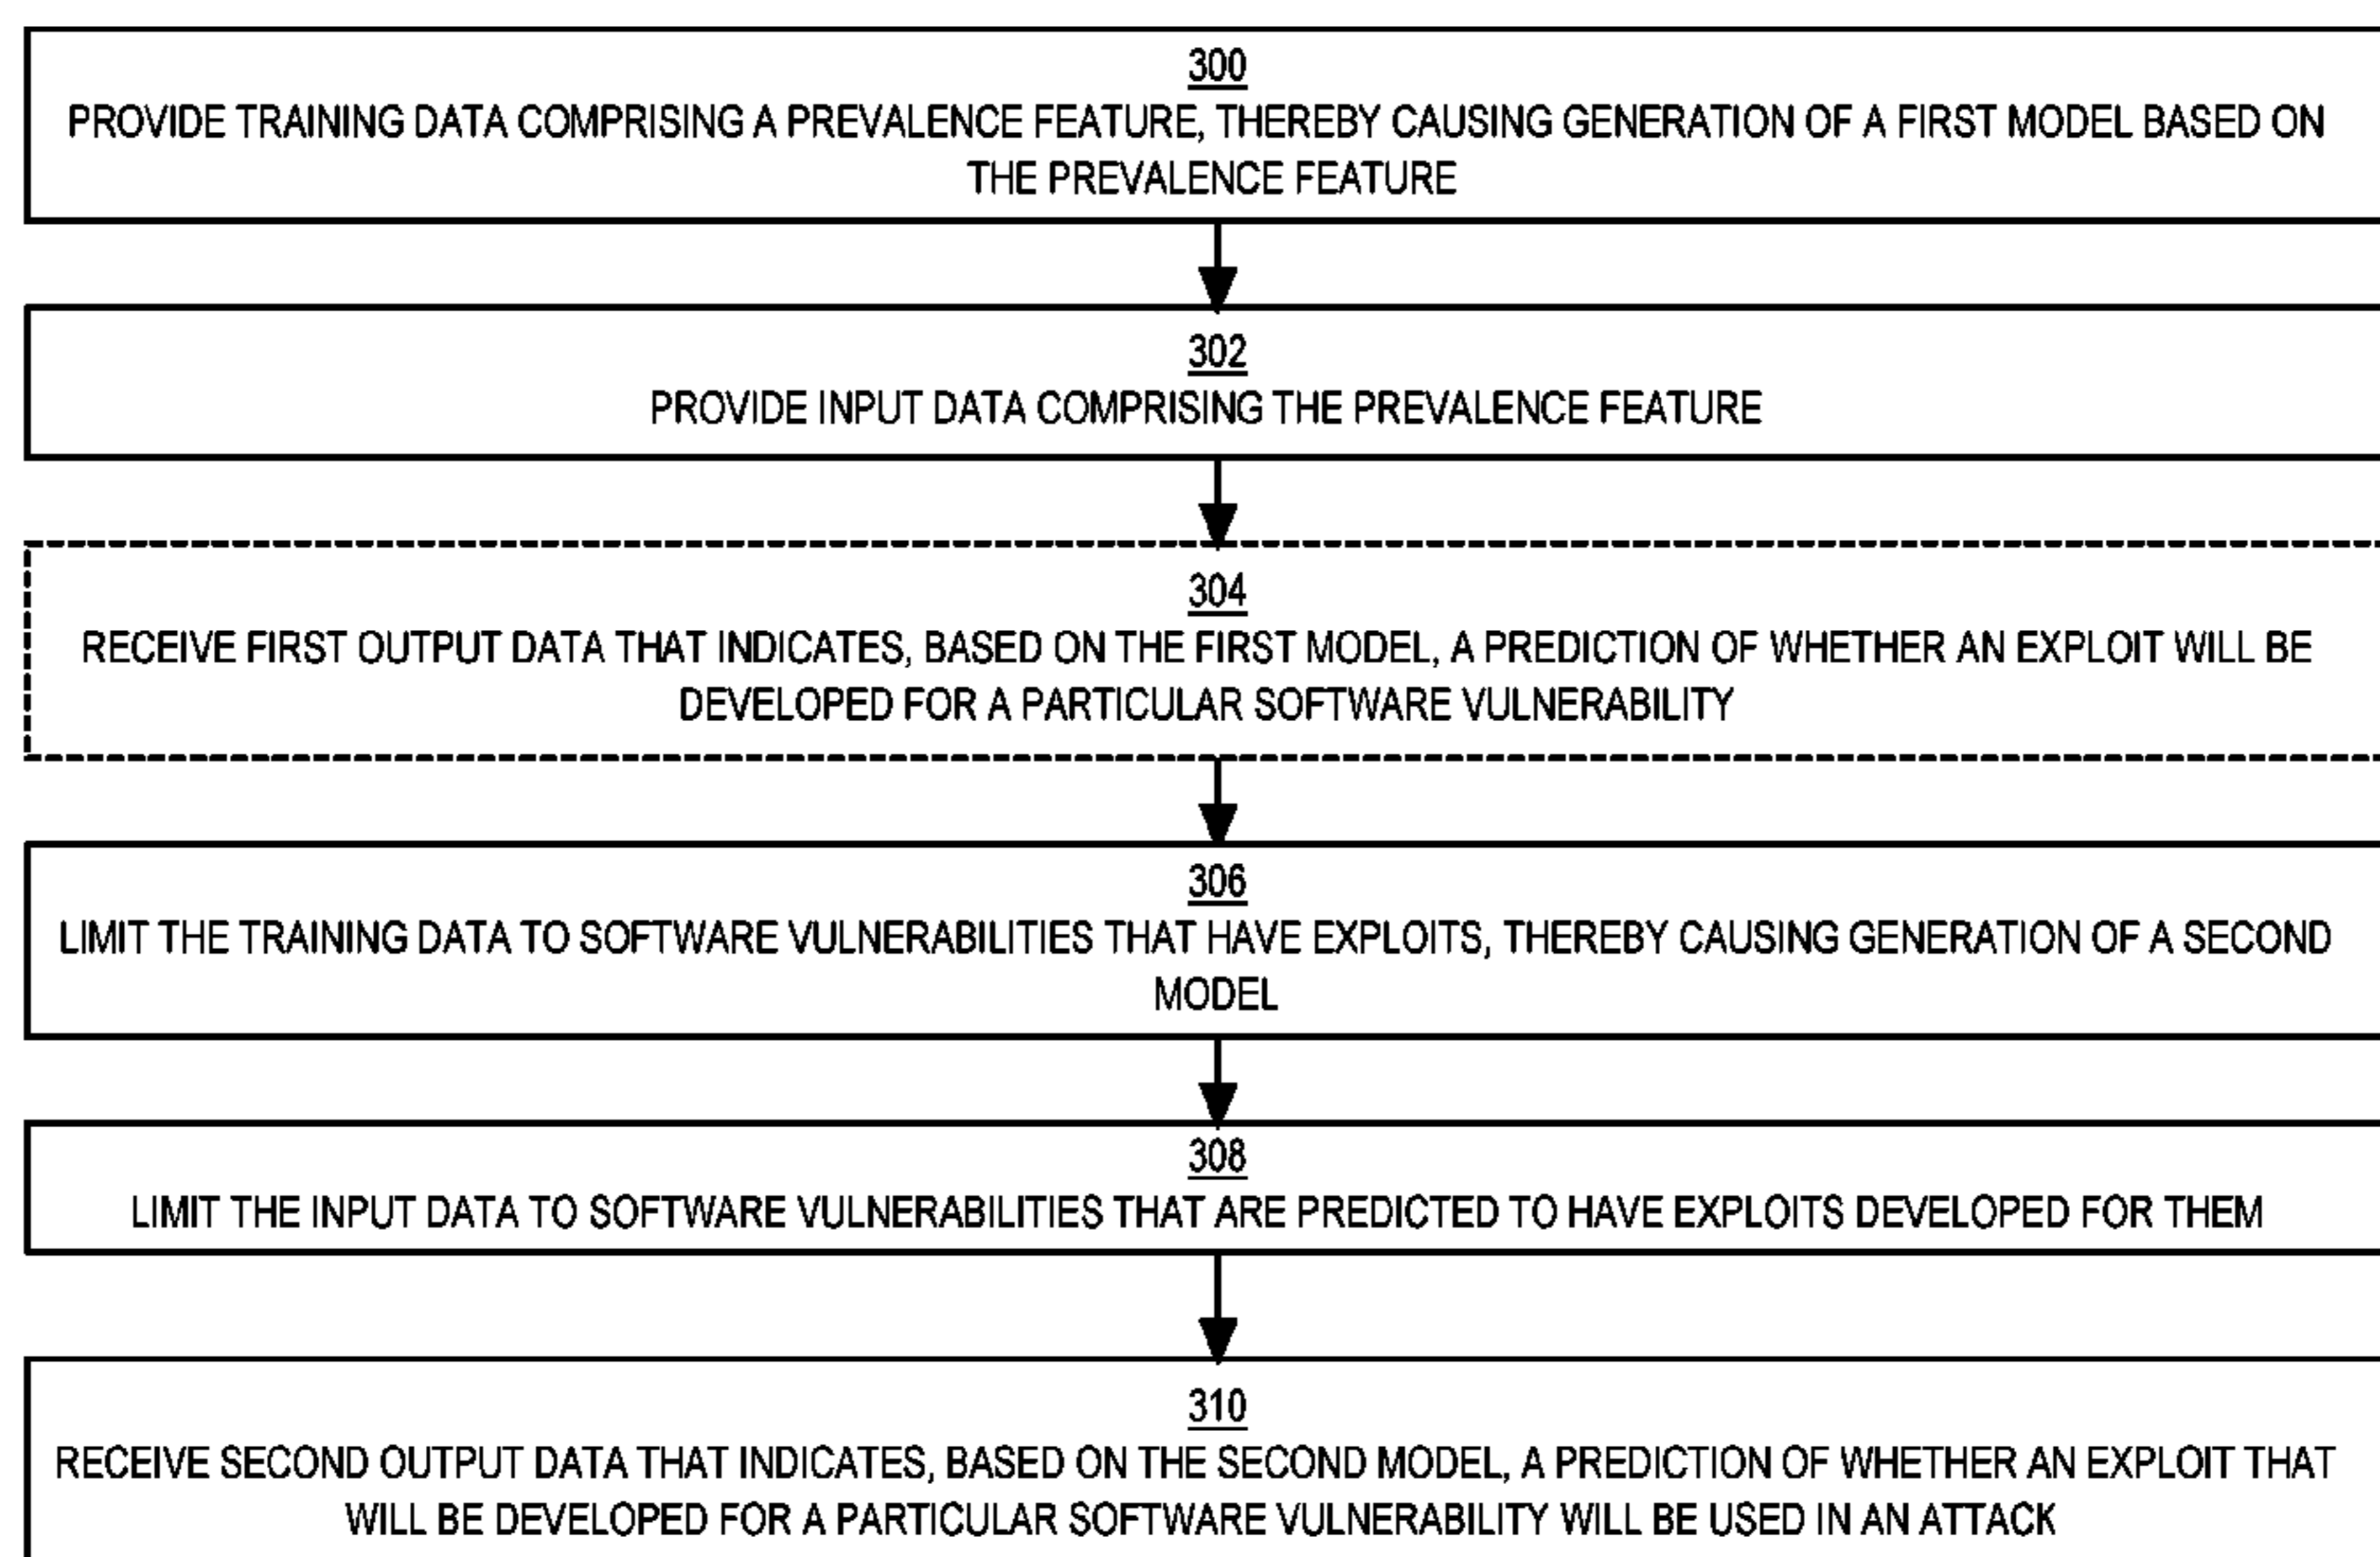 300
PROVIDE TRAINING DATA COMPRISING A PREVALENCE FEATURE, THEREBY CAUSING GENERATION OF A FIRST MODEL BASED ON
THE PREVALENCE FEATURE
302
PROVIDE INPUT DATA COMPRISING THE PREVALENCE FEATURE
304
RECEIVE FIRST OUTPUT DATA THAT INDICATES, BASED ON THE FIRST MODEL, A PREDICTION OF WHETHER AN EXPLOIT WILL BE
DEVELOPED FOR A PARTICULAR SOFTWARE VULNERABILITY
306
LIMIT THE TRAINING DATA TO SOFTWARE VULNERABILITIES THAT HAVE EXPLOITS, THEREBY CAUSING GENERATION OF A SECOND
MODEL
308
LIMIT THE INPUT DATA TO SOFTWARE VULNERABILITIES THAT ARE PREDICTED TO HAVE EXPLOITS DEVELOPED FOR THEM
310
RECEIVE SECOND OUTPUT DATA THAT INDICATES, BASED ON THE SECOND MODEL, A PREDICTION OF WHETHER AN EXPLOIT THAT
WILL BE DEVELOPED FOR A PARTICULAR SOFTWARE VULNERABILITY WILL BE USED IN AN ATTACK